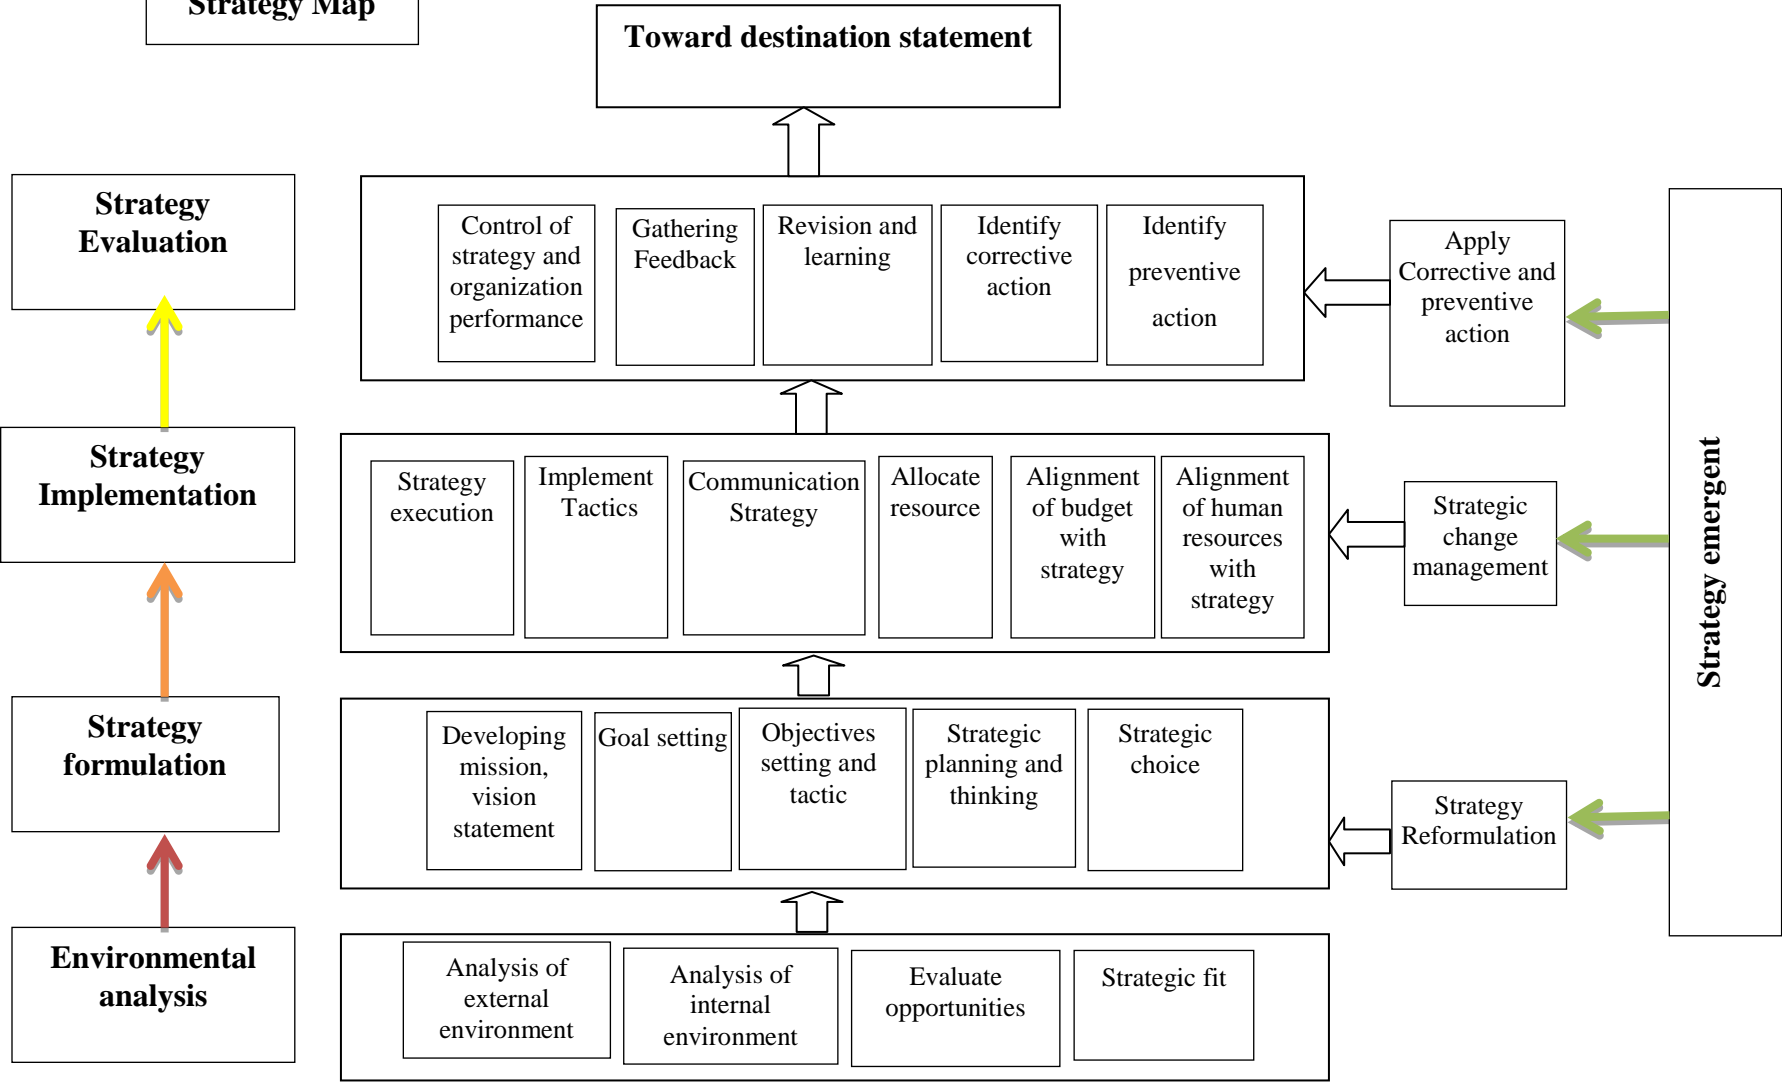 Strategy Map
Toward destination statement
Strategy
Evaluation
Control of
strategy and
organization
performance
Gathering
Feedback
Revision and
learning
Identify
corrective
action
Identify
preventive
action
Apply
Corrective and
preventive
action
Strategy
Implementation
Strategy
execution
Implement
Tactics
Communication
Strategy
Allocate
resource
Alignment
of budget
with
strategy
Alignment
of human
resources
with
strategy
Strategic
change
management
Strategy emergent
Strategy
formulation
Developing
mission,
vision
statement
Goal setting
Objectives
setting and
tactic
Strategic
planning and
thinking
Strategic
choice
Strategy
Reformulation
Environmental
analysis
Analysis of
external
environment
Analysis of
internal
environment
Evaluate
opportunities
Strategic fit